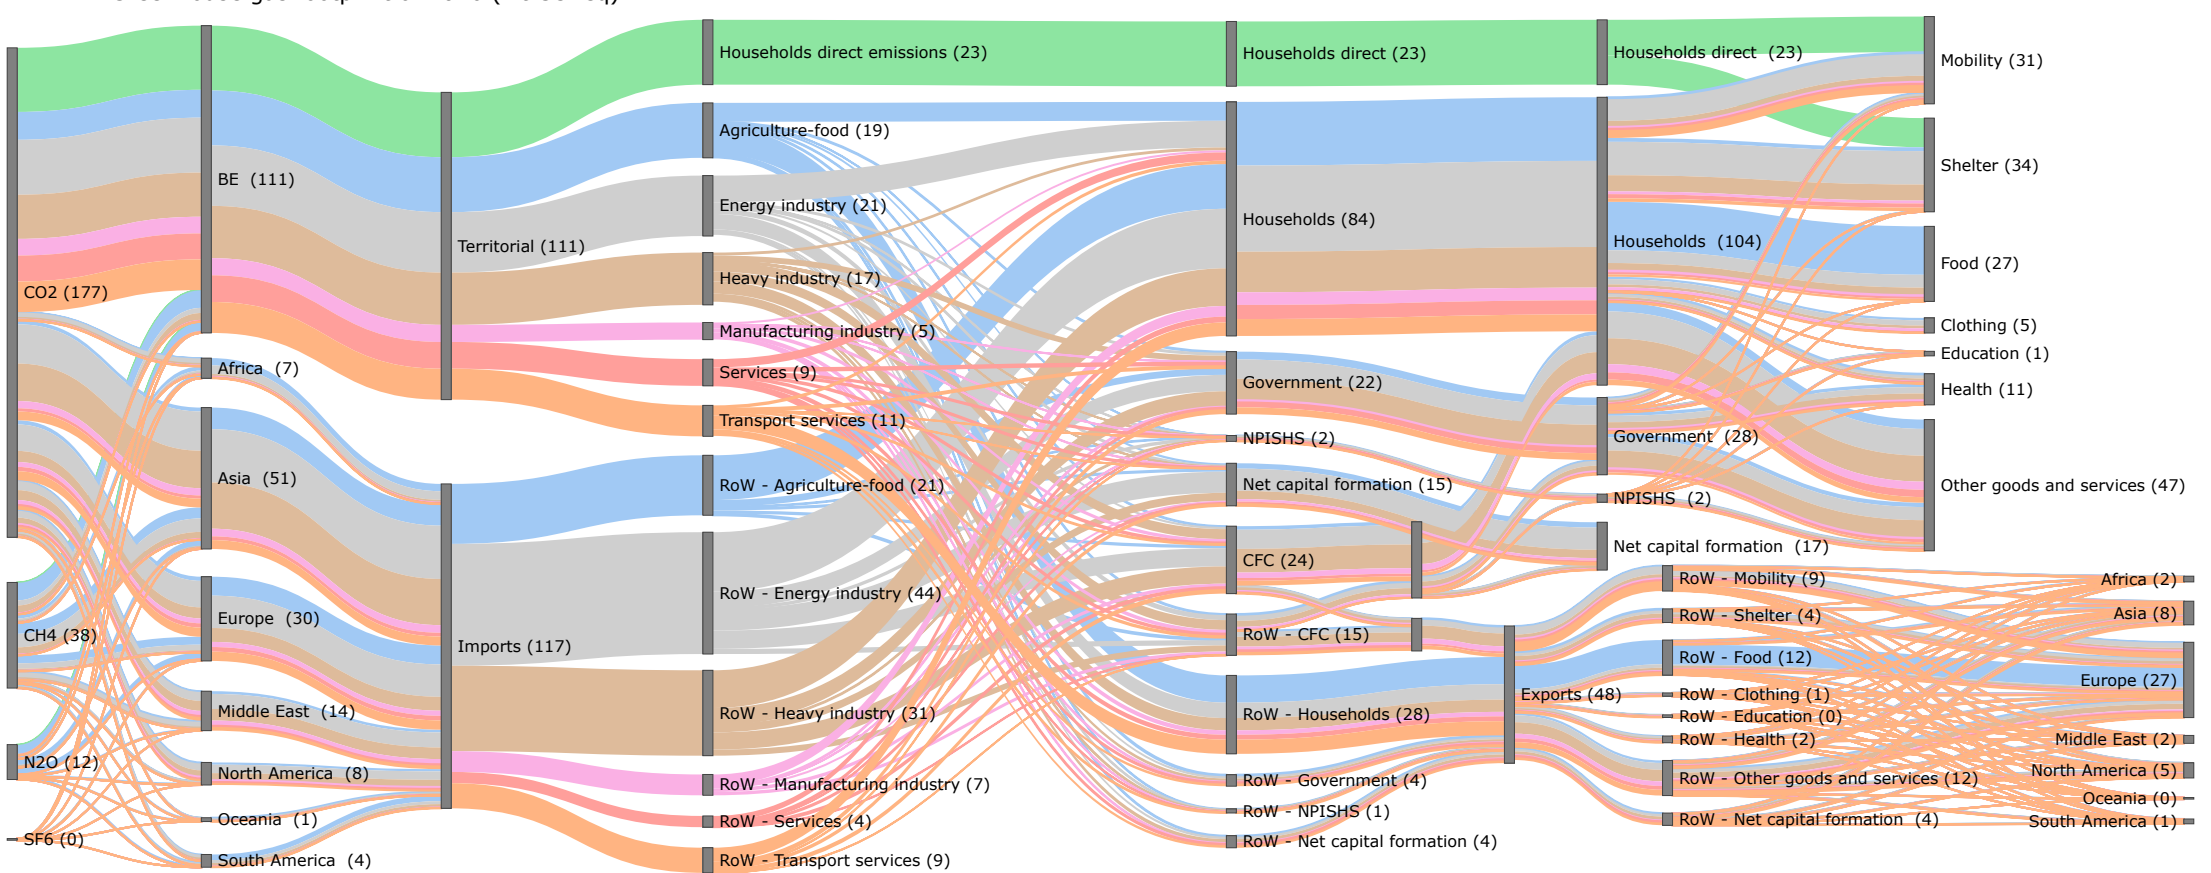 CO2 (177)
CH4 (38)
N2O (12)
SF6 (0)
BE  (111)
Africa  (7)
Asia  (51)
Europe  (30)
Middle East  (14)
North America  (8)
Oceania  (1)
South America  (4)
Territorial (111)
Imports (117)
Households direct emissions (23)
Agriculture-food (19)
Energy industry (21)
Heavy industry (17)
Manufacturing industry (5)
Services (9)
Transport services (11)
RoW - Agriculture-food (21)
RoW - Energy industry (44)
RoW - Heavy industry (31)
RoW - Manufacturing industry (7)
RoW - Services (4)
RoW - Transport services (9)
Households direct (23)
Households (84)
Government (22)
NPISHS (2)
Net capital formation (15)
CFC (24)
RoW - CFC (15)
RoW - Households (28)
RoW - Government (4)
RoW - NPISHS (1)
RoW - Net capital formation (4)
Exports (48)
Households direct  (23)
Households  (104)
Government  (28)
NPISHS  (2)
Net capital formation  (17)
RoW - Mobility (9)
RoW - Shelter (4)
RoW - Food (12)
RoW - Clothing (1)
RoW - Education (0)
RoW - Health (2)
RoW - Other goods and services (12)
RoW - Net capital formation  (4)
Mobility (31)
Shelter (34)
Food (27)
Clothing (5)
Education (1)
Health (11)
Other goods and services (47)
Africa (2)
Asia (8)
Europe (27)
Middle East (2)
North America (5)
Oceania (0)
South America (1)